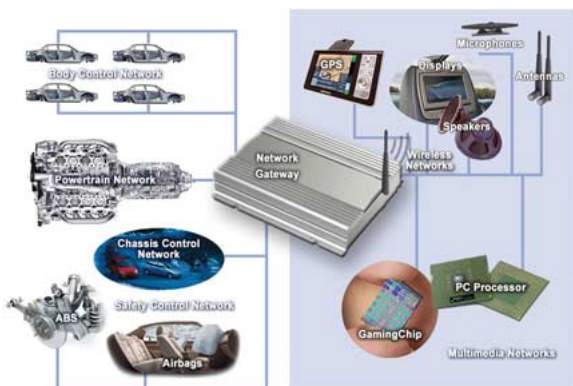 Body Control Network
Powertrain Network
Chassis Control
Network
ABS
Safety Control Network
Airbags
Network
Gateway
GPS
Displays
Microphones
Antennas
Speakers
Wireless
Networks
PC Processor
GamingChip
Multimedia Networks